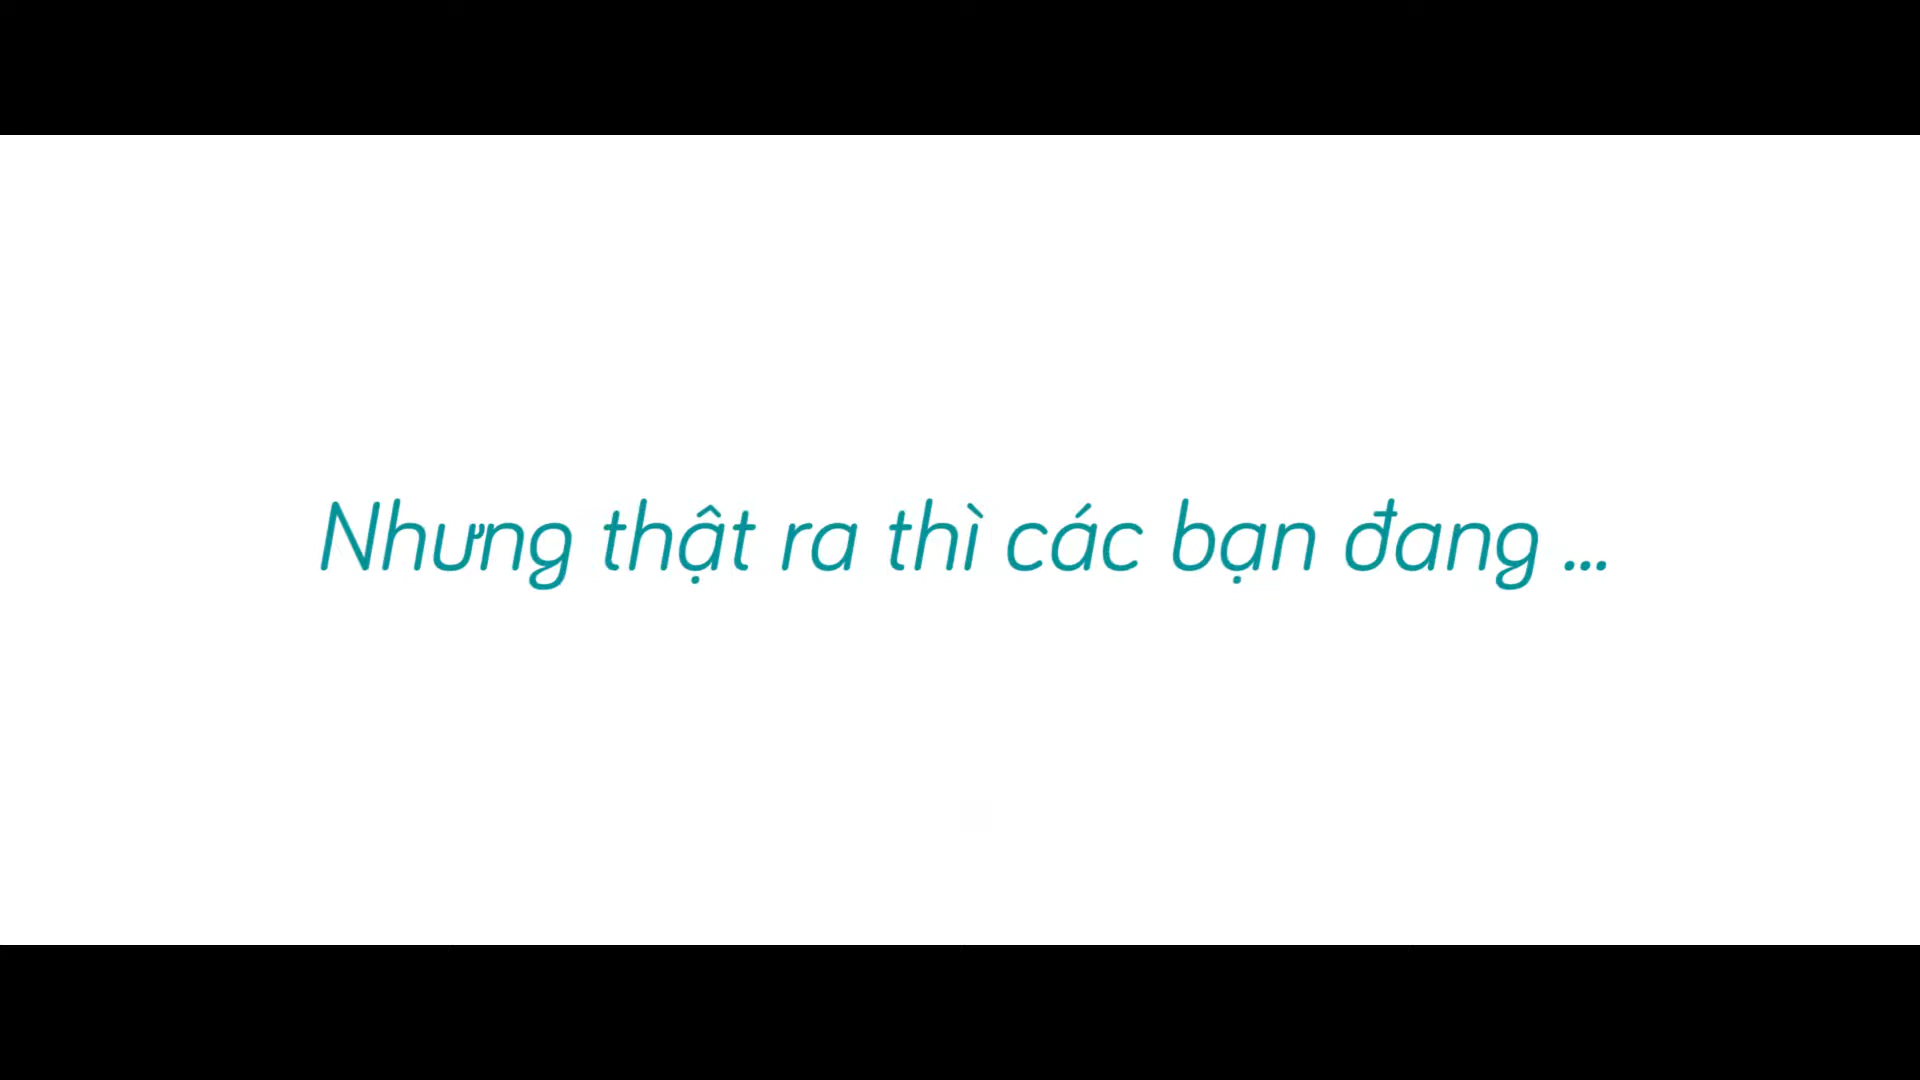 Nhưng thật ra thì các bạn đang ...